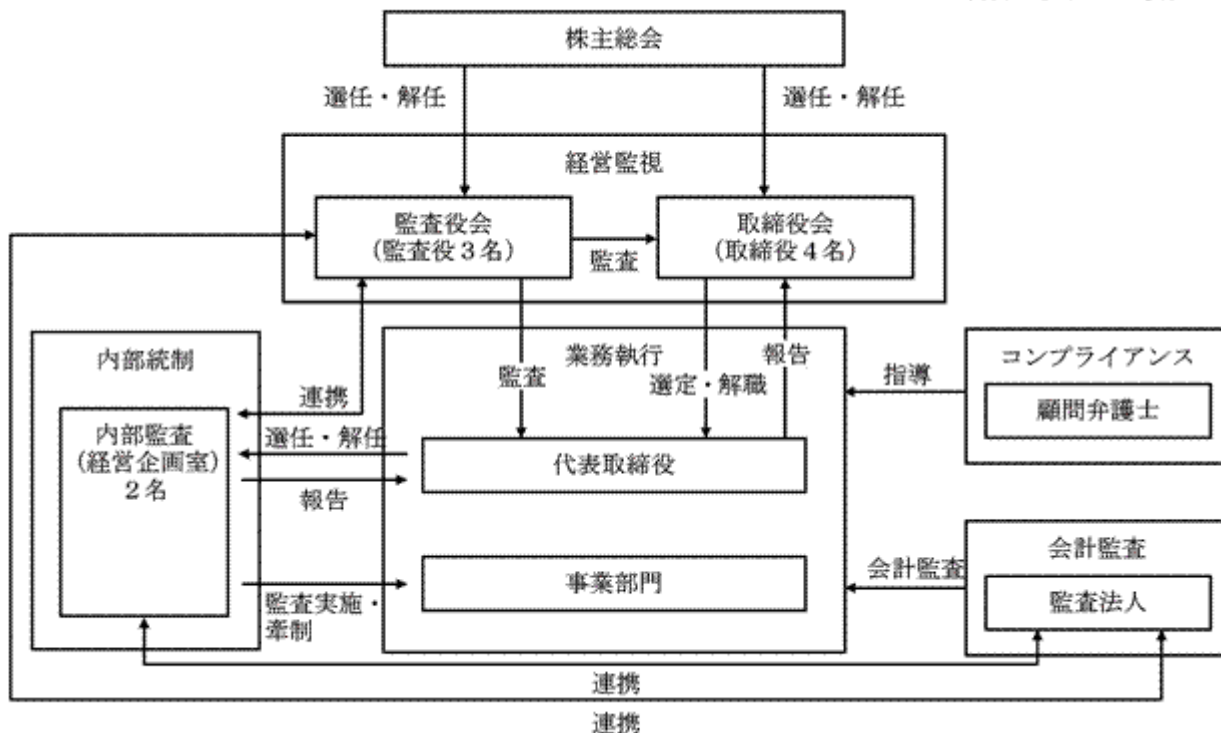 株主総会
選任・解任
選任・解任
経営監視
監査役会
(監査役3名)
監査
取締役会
(取締役4名)
内部統制
業務執行
コンプライアンス
監査
選定・解職
報告
指導
顧問弁護士
連携
内部監査
(経営企画室)
2名
選任・解任
代表取締役
報告
会計監査
会計監査
事業部門
監査法人
監査実施・
牽制
連携
連携